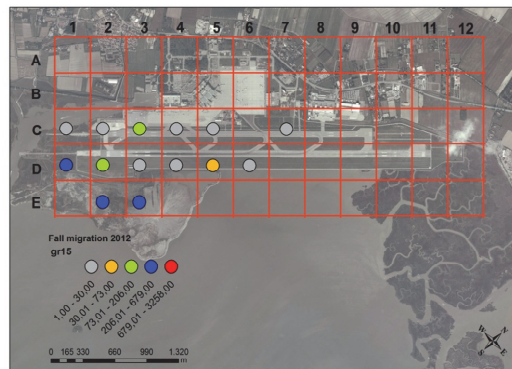 1 2 3 4 5 6 7 8 9 10 11 12
A
B
C
D
E
Fall migration 2012
gr15
1,00 - 30,00
30,01 - 73,00
73,01 - 206,00
206,01 - 679,00
679,01 - 3258,00
0 165 330 660 990 1.320
m
N
E
S
W